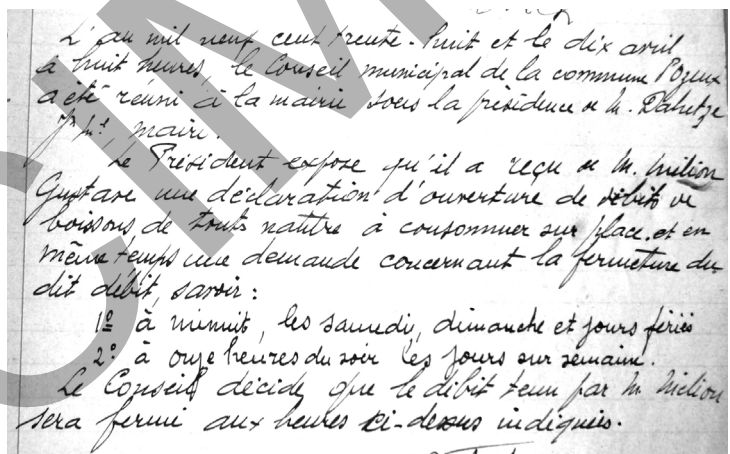 L'an mil neuf cent trente-huit et le dix avril
à huit heures, le Conseil municipal de la commune
a été réuni à la mairie sous la présidence de M.
maire.
Le Président expose qu'il a reçu de M. Milion
Gustave une déclaration d'ouverture de débit de
boissons de toute nature à consommer sur place, et en
même temps une demande concernant la fermeture du
dit débit, savoir :
1º à minuit, les samedi, dimanche et jours fériés
2º à onze heures du soir les jours sur semaine.
Le Conseil décide que le débit tenu par M. Milion
sera fermé aux heures ci-dessus indiquées.